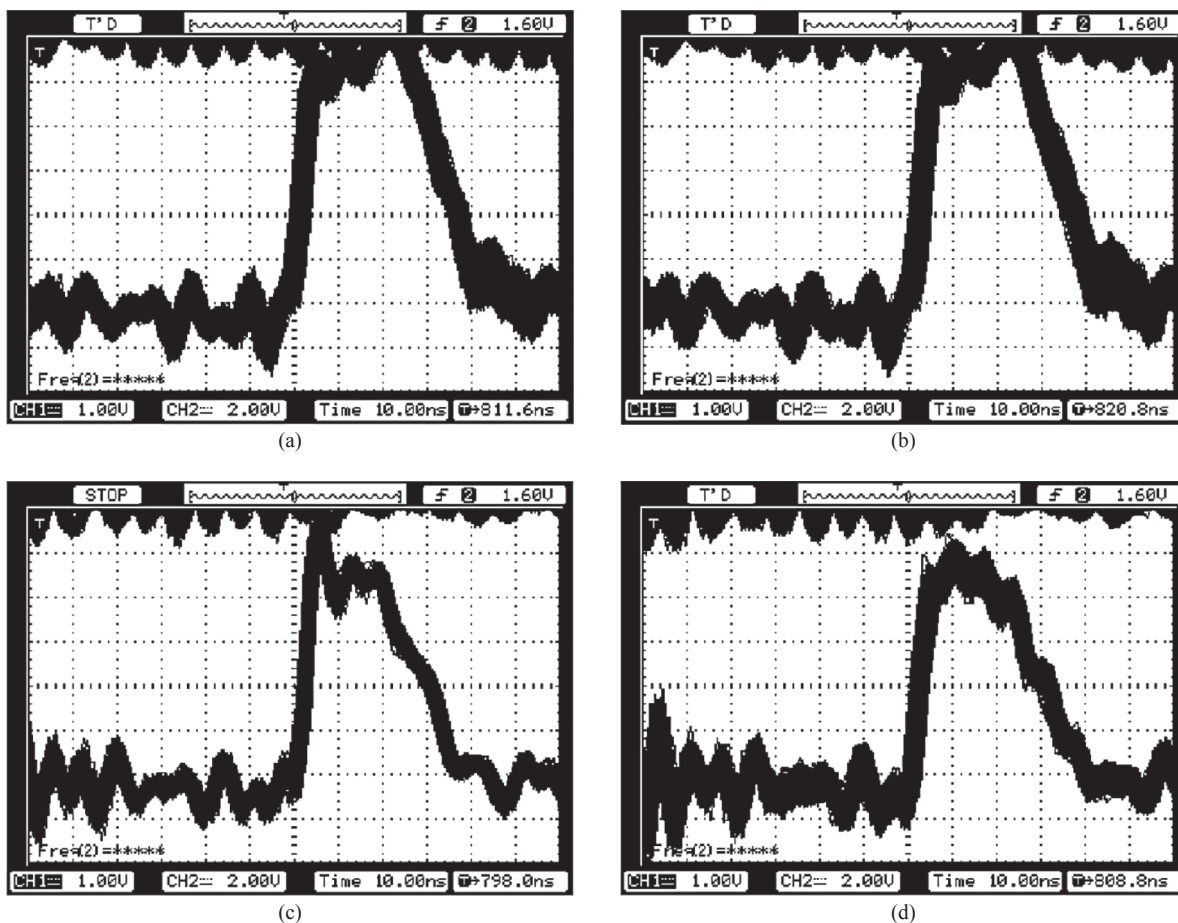 T'D 2 1.60V
T
Freq(2)=*****
CH1 1.00V CH2 2.00V Time 10.00ns T→811.6ns
(a)
T'D 2 1.60V
T
Freq(2)=*****
CH1 1.00V CH2 2.00V Time 10.00ns T→820.8ns
(b)
STOP 2 1.60V
T
Freq(2)=*****
CH1 1.00V CH2 2.00V Time 10.00ns T→798.0ns
(c)
T'D 2 1.60V
T
Freq(2)=*****
CH1 1.00V CH2 2.00V Time 10.00ns T→808.8ns
(d)